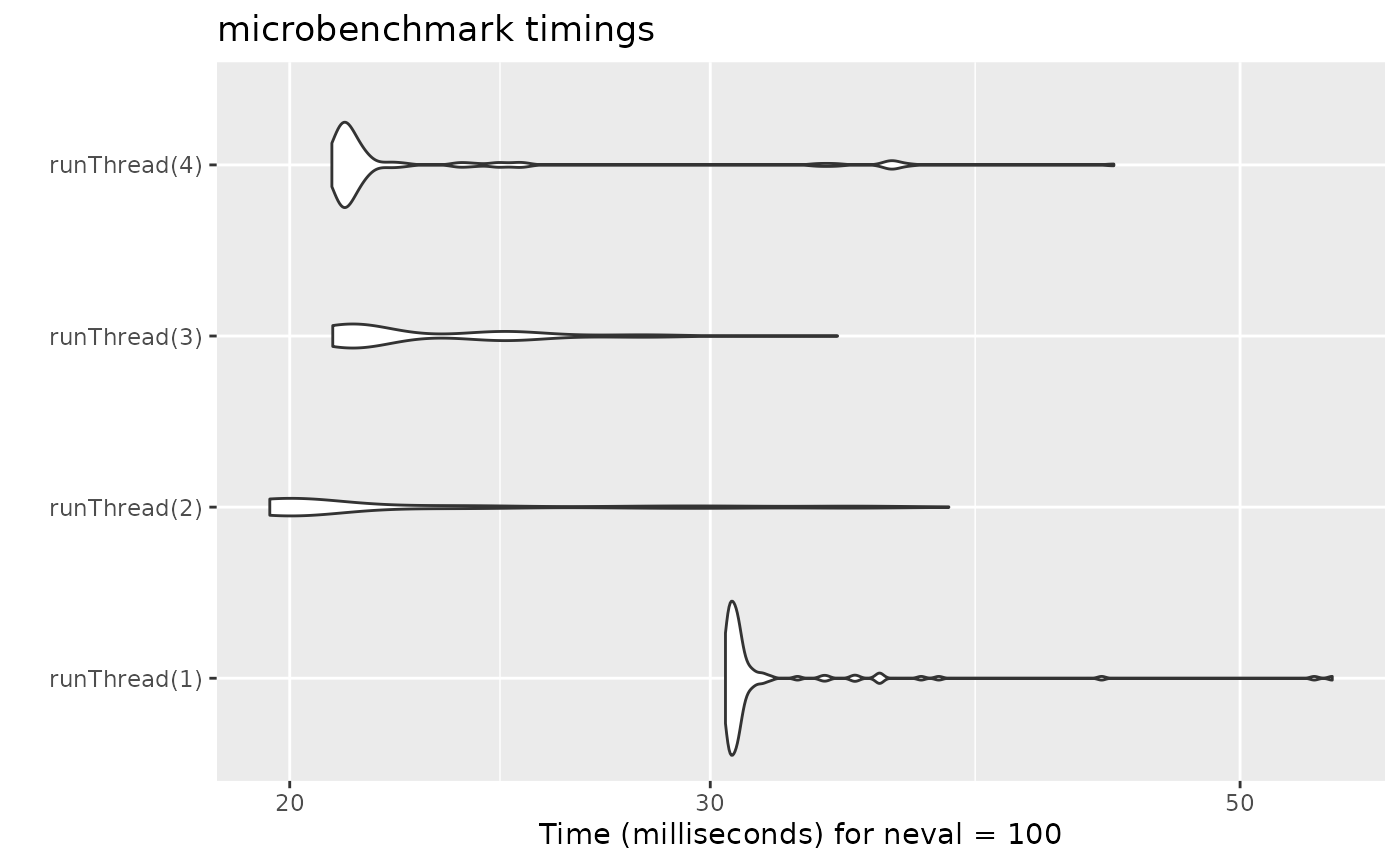 microbenchmark timings
runThread(4)
runThread(3)
runThread(2)
runThread(1)
20 30 50
Time (milliseconds) for neval = 100